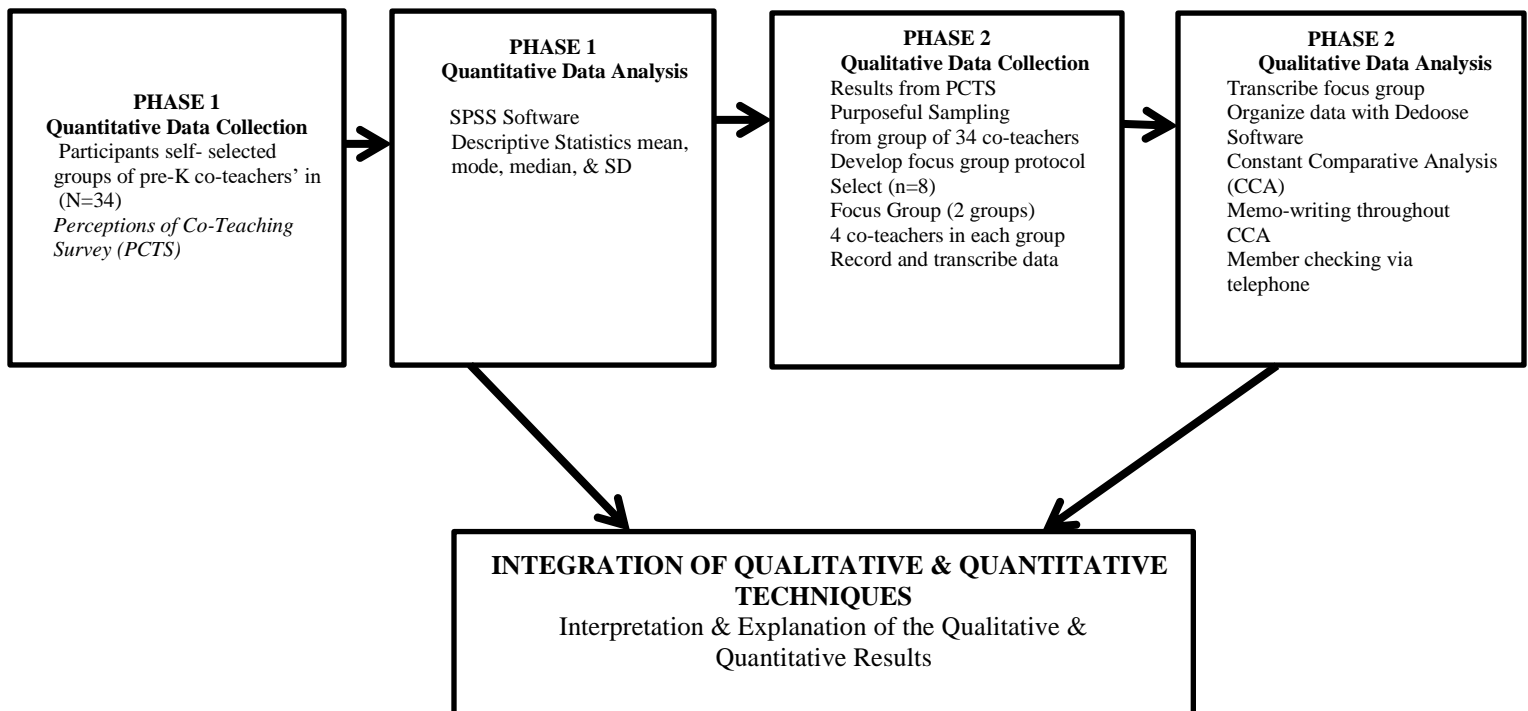 PHASE 1
Quantitative Data Collection
Participants self- selected
groups of pre-K co-teachers’ in
(N=34)
Perceptions of Co-Teaching
Survey (PCTS)
PHASE 1
Quantitative Data Analysis
SPSS Software
Descriptive Statistics mean,
mode, median, & SD
PHASE 2
Qualitative Data Collection
Results from PCTS
Purposeful Sampling
from group of 34 co-teachers
Develop focus group protocol
Select (n=8)
Focus Group (2 groups)
4 co-teachers in each group
Record and transcribe data
PHASE 2
Qualitative Data Analysis
Transcribe focus group
Organize data with Dedoose
Software
Constant Comparative Analysis
(CCA)
Memo-writing throughout
CCA
Member checking via
telephone
INTEGRATION OF QUALITATIVE & QUANTITATIVE
TECHNIQUES
Interpretation & Explanation of the Qualitative &
Quantitative Results